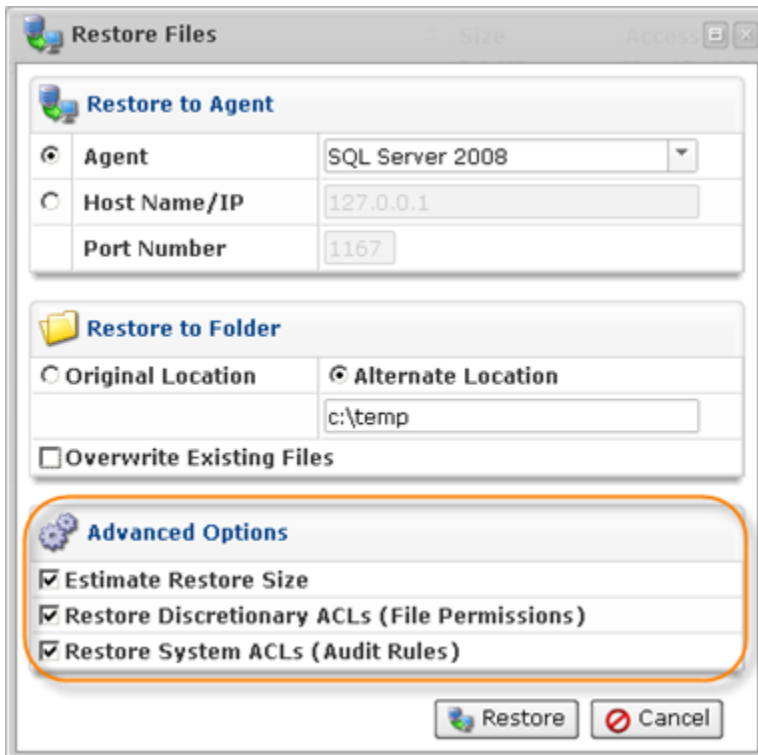 Restore Files
Size Access
Restore to Agent
Agent SQL Server 2008
Host Name/IP 127.0.0.1
Port Number 1167
Restore to Folder
Original Location Alternate Location
c:\temp
Overwrite Existing Files
Advanced Options
Estimate Restore Size
Restore Discretionary ACLs (File Permissions)
Restore System ACLs (Audit Rules)
Restore Cancel